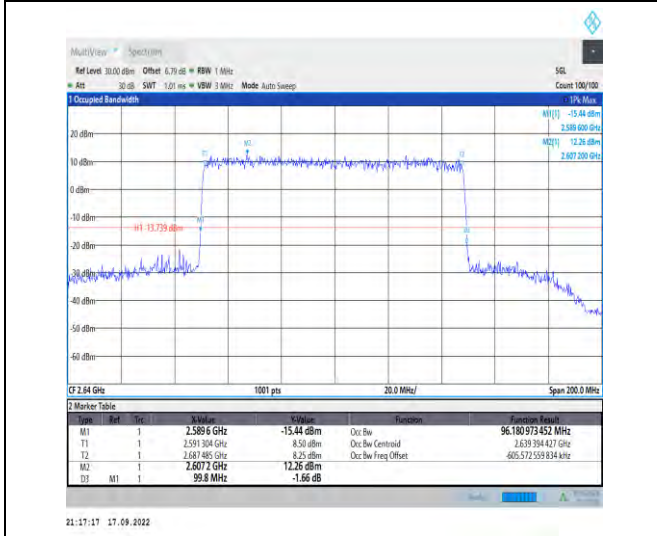 MultiView Spectrum
Ref Level 30.00 dBm Offset 6.79 dB RBW 1 MHz SGL
Att 30 dB SWT 1.01 ms VBW 3 MHz Mode Auto Sweep Count 100/100
1 Occupied Bandwidth 1Pk Max
M1[1] -15.44 dBm
2.589 600 GHz
M2[1] 12.26 dBm
2.607 200 GHz
20 dBm
M2
T1 T2
10 dBm
0 dBm
-10 dBm
M1
H1 -13.739 dBm
-20 dBm
-30 dBm
-40 dBm
-50 dBm
-60 dBm
CF 2.64 GHz 1001 pts 20.0 MHz/ Span 200.0 MHz
2 Marker Table
Type Ref Trc X-Value Y-Value Function Function Result
M1 1 2.589 6 GHz -15.44 dBm Occ Bw 96.180 973 452 MHz
T1 1 2.591 304 GHz 8.50 dBm Occ Bw Centroid 2.639 394 427 GHz
T2 1 2.687 485 GHz 8.25 dBm Occ Bw Freq Offset -605.572 559 834 kHz
M2 1 2.607 2 GHz 12.26 dBm
D3 M1 1 99.8 MHz -1.66 dB
21:17:17 17.09.2022